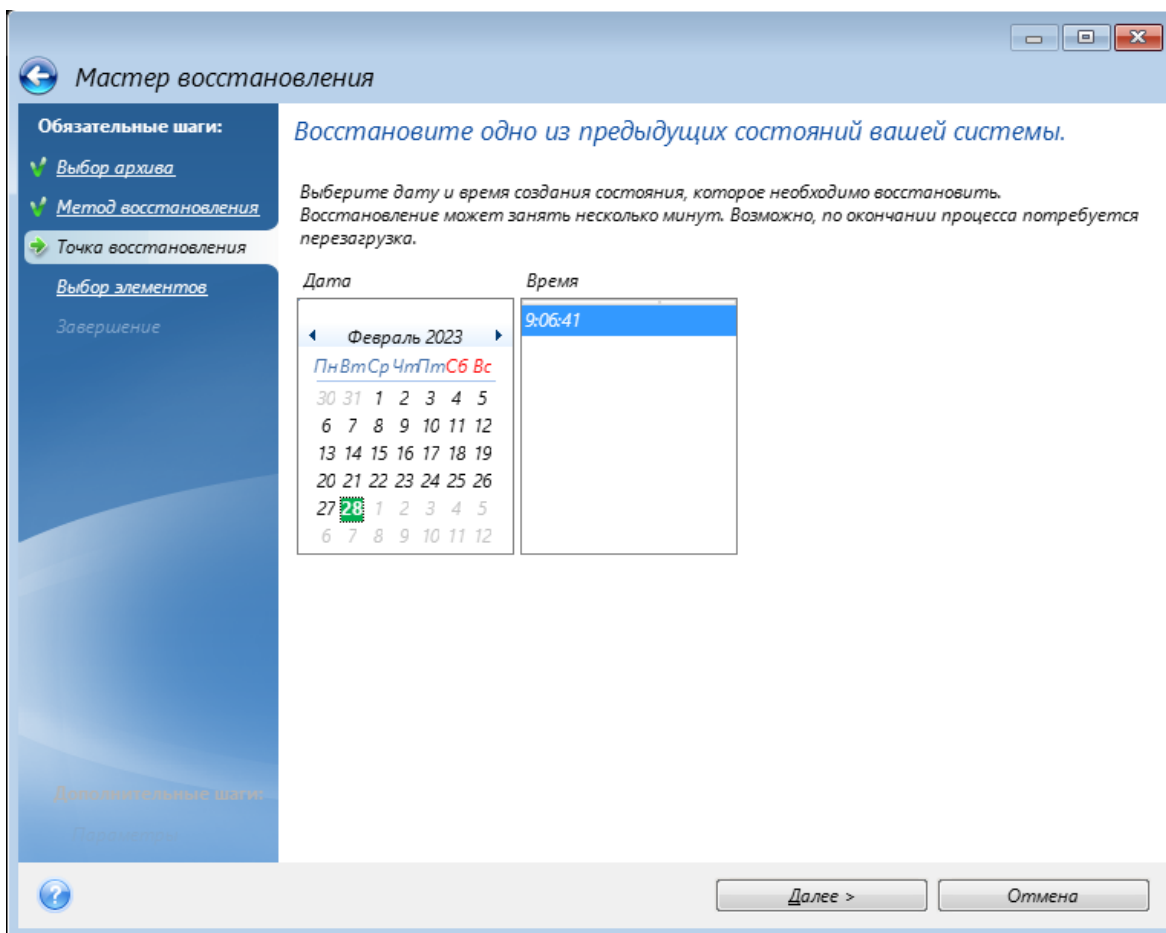 Мастер восстановления
Обязательные шаги:
Выбор архива
Метод восстановления
Точка восстановления
Выбор элементов
Завершение
Дополнительные шаги:
Параметры
Восстановите одно из предыдущих состояний вашей системы.
Выберите дату и время создания состояния, которое необходимо восстановить.
Восстановление может занять несколько минут. Возможно, по окончании процесса потребуется
перезагрузка.
Дата
Февраль 2023
Пн Вт Ср Чт Пт Сб Вс
30 31 1 2 3 4 5
6 7 8 9 10 11 12
13 14 15 16 17 18 19
20 21 22 23 24 25 26
27 28 1 2 3 4 5
6 7 8 9 10 11 12
Время
9:06:41
Далее >
Отмена